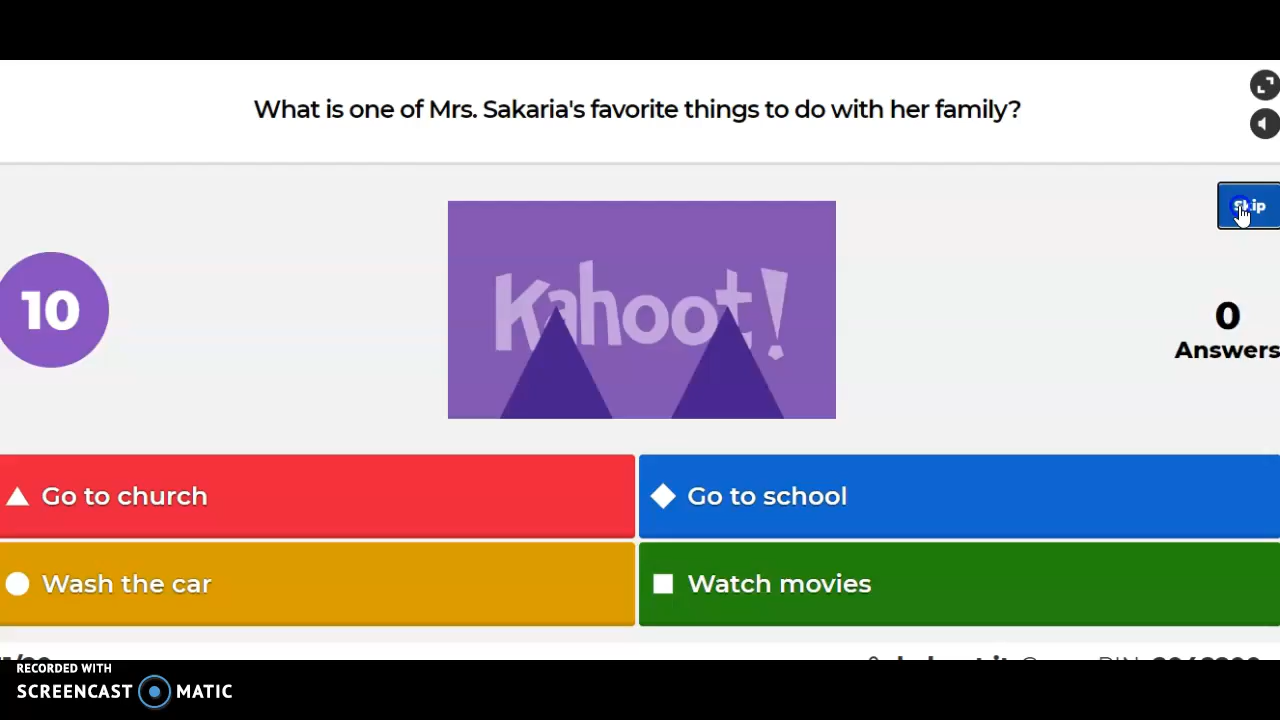 What is one of Mrs. Sakaria's favorite things to do with her family?
Skip
10
Kahoot!
0
Answers
Go to church
Go to school
Wash the car
Watch movies
RECORDED WITH
SCREENCAST MATIC